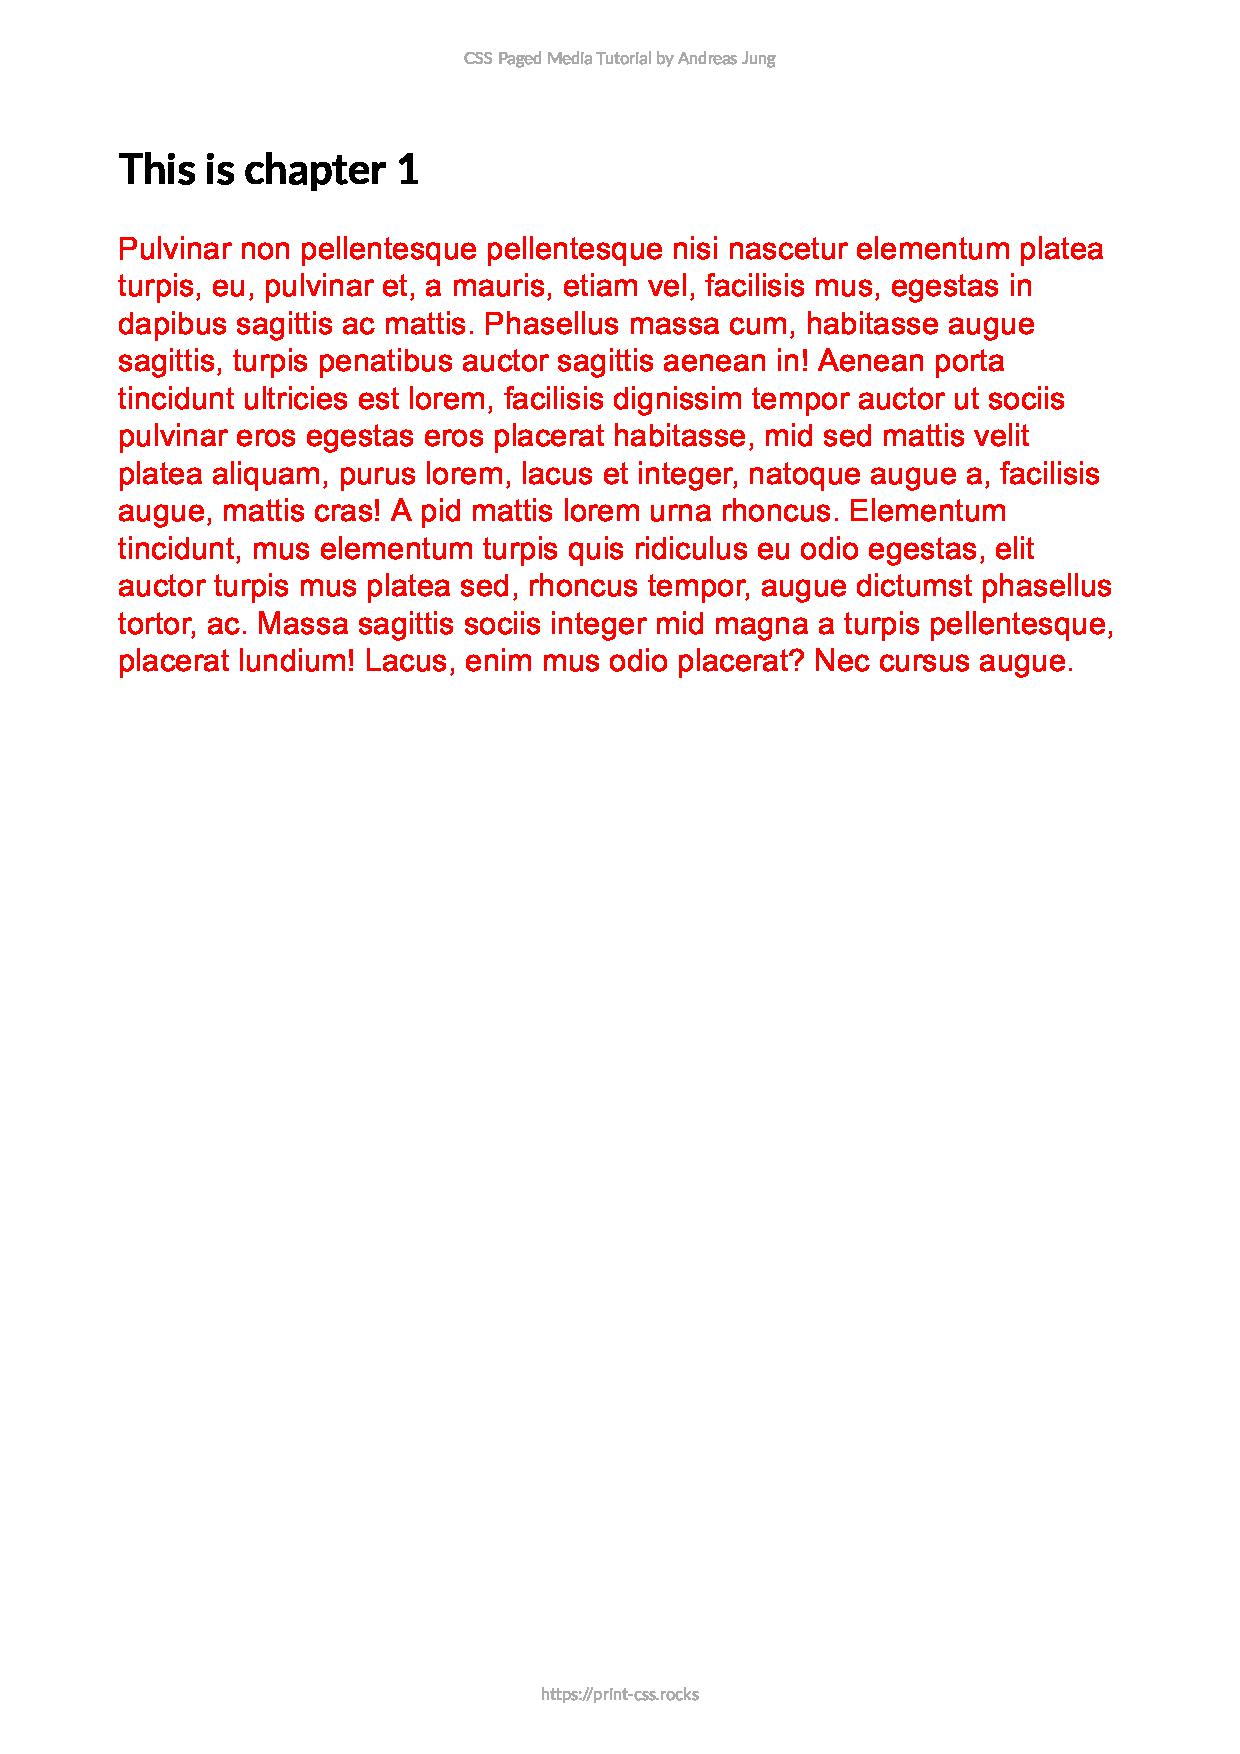 CSS Paged Media Tutorial by Andreas Jung
This is chapter 1
Pulvinar non pellentesque pellentesque nisi nascetur elementum platea
turpis, eu, pulvinar et, a mauris, etiam vel, facilisis mus, egestas in
dapibus sagittis ac mattis. Phasellus massa cum, habitasse augue
sagittis, turpis penatibus auctor sagittis aenean in! Aenean porta
tincidunt ultricies est lorem, facilisis dignissim tempor auctor ut sociis
pulvinar eros egestas eros placerat habitasse, mid sed mattis velit
platea aliquam, purus lorem, lacus et integer, natoque augue a, facilisis
augue, mattis cras! A pid mattis lorem urna rhoncus. Elementum
tincidunt, mus elementum turpis quis ridiculus eu odio egestas, elit
auctor turpis mus platea sed, rhoncus tempor, augue dictumst phasellus
tortor, ac. Massa sagittis sociis integer mid magna a turpis pellentesque,
placerat lundium! Lacus, enim mus odio placerat? Nec cursus augue.
https://print-css.rocks